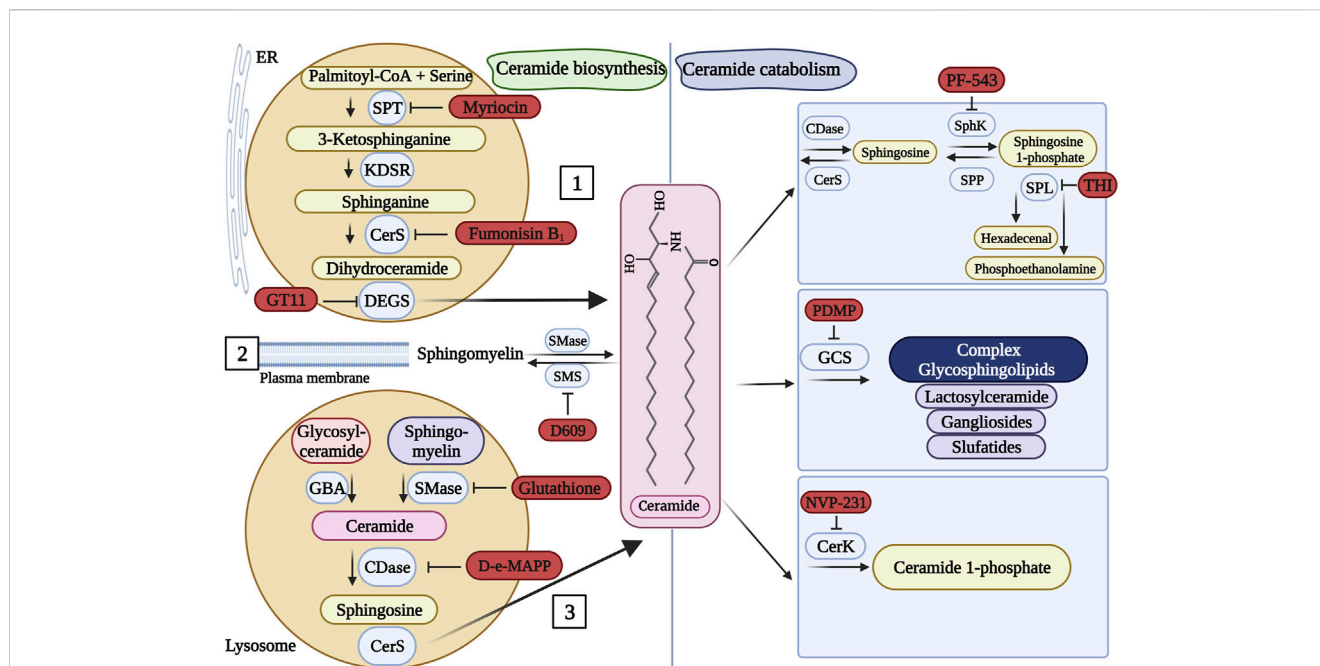 ER
Palmitoyl-CoA + Serine
SPT
Myriocin
3-Ketosphinganine
KDSR
Sphinganine
CerS
Fumonisin B₁
Dihydroceramide
GT11
DEGS
Ceramide biosynthesis
1
2
Plasma membrane
Sphingomyelin
SMase
SMS
D609
Glycosyl-
ceramide
Sphingo-
myelin
GBA
SMase
Glutathione
Ceramide
CDase
D-e-MAPP
Sphingosine
CerS
Lysosome
3
OH
HN
OH
O
Ceramide
Ceramide catabolism
PF-543
CDase
CerS
Sphingosine
SphK
SPP
Sphingosine
1-phosphate
SPL
THI
Hexadecenal
Phosphoethanolamine
PDMP
GCS
Complex
Glycosphingolipids
Lactosylceramide
Gangliosides
Slufatides
NVP-231
CerK
Ceramide 1-phosphate